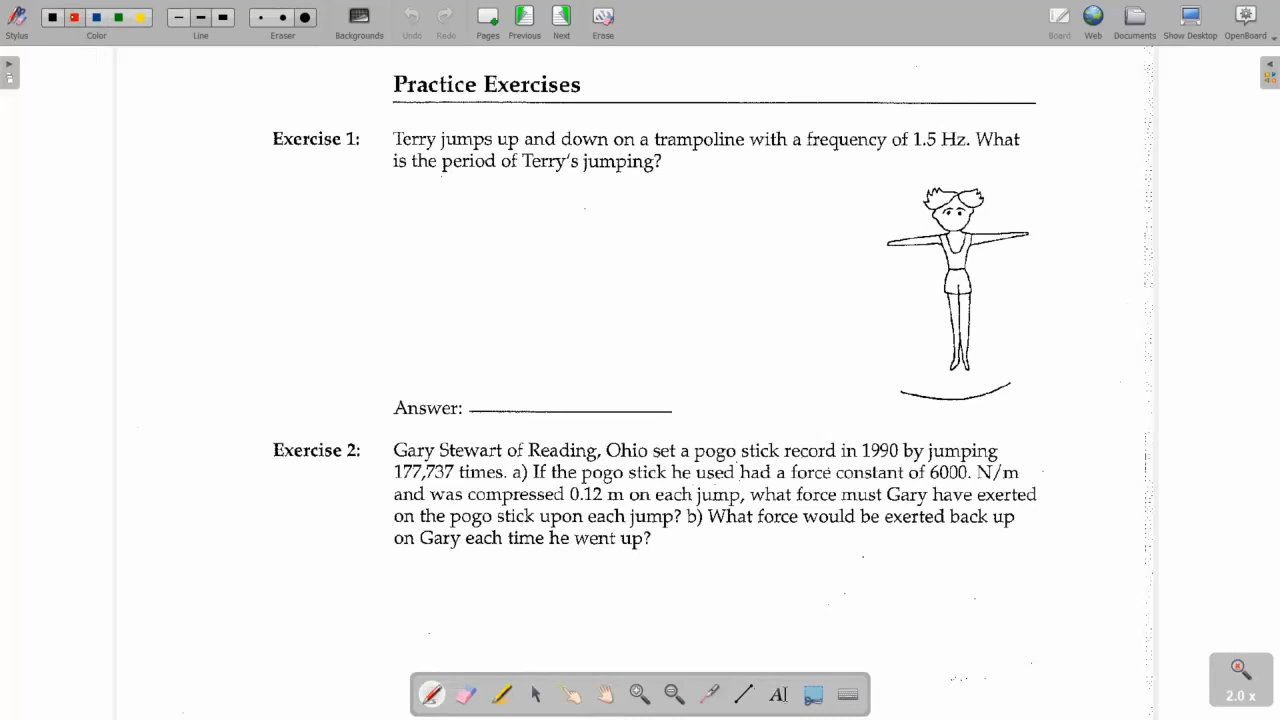 Stylus
Color
Line
Eraser
Backgrounds
Undo
Redo
Pages
Previous
Next
Erase
Board
Web
Documents
Show Desktop
OpenBoard
Practice Exercises
Exercise 1: Terry jumps up and down on a trampoline with a frequency of 1.5 Hz. What
is the period of Terry's jumping?
Answer:
Exercise 2: Gary Stewart of Reading, Ohio set a pogo stick record in 1990 by jumping
177,737 times. a) If the pogo stick he used had a force constant of 6000. N/m
and was compressed 0.12 m on each jump, what force must Gary have exerted
on the pogo stick upon each jump? b) What force would be exerted back up
on Gary each time he went up?
AI
2.0 x